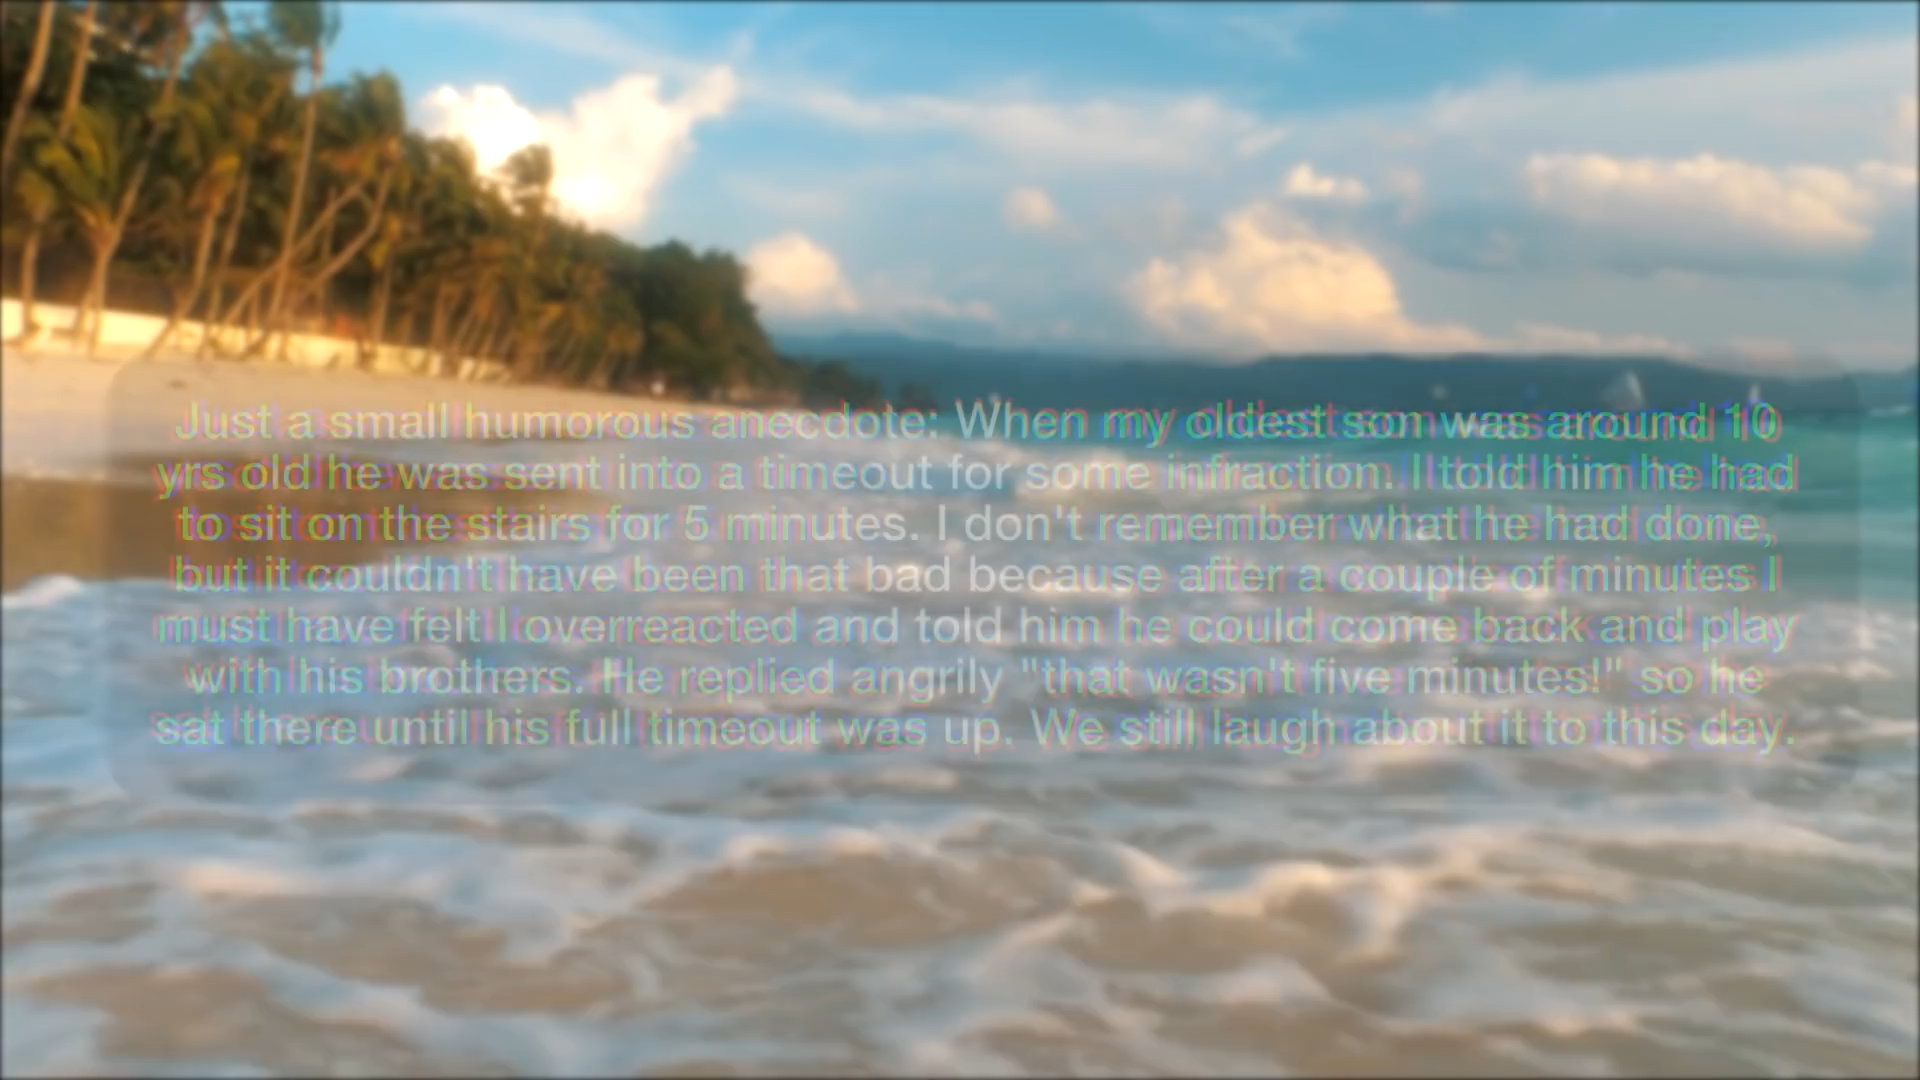 Just a small humorous anecdote: When my oldest son was around 10
yrs old he was sent into a timeout for some infraction. I told him he had
to sit on the stairs for 5 minutes. I don't remember what he had done,
but it couldn't have been that bad because after a couple of minutes I
must have felt I overreacted and told him he could come back and play
with his brothers. He replied angrily "that wasn't five minutes!" so he
sat there until his full timeout was up. We still laugh about it to this day.